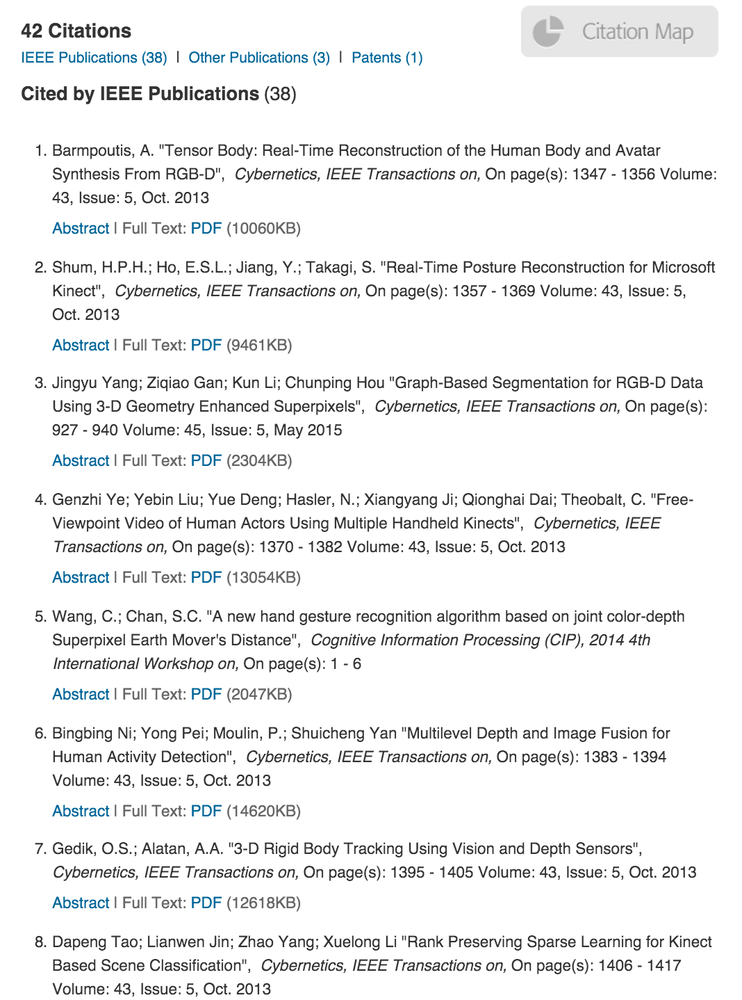 42 Citations
Citation Map
IEEE Publications (38) | Other Publications (3) | Patents (1)
Cited by IEEE Publications (38)
1. Barmpoutis, A. "Tensor Body: Real-Time Reconstruction of the Human Body and Avatar
Synthesis From RGB-D", Cybernetics, IEEE Transactions on, On page(s): 1347 - 1356 Volume:
43, Issue: 5, Oct. 2013
Abstract | Full Text: PDF (10060KB)
2. Shum, H.P.H.; Ho, E.S.L.; Jiang, Y.; Takagi, S. "Real-Time Posture Reconstruction for Microsoft
Kinect", Cybernetics, IEEE Transactions on, On page(s): 1357 - 1369 Volume: 43, Issue: 5,
Oct. 2013
Abstract | Full Text: PDF (9461KB)
3. Jingyu Yang; Ziqiao Gan; Kun Li; Chunping Hou "Graph-Based Segmentation for RGB-D Data
Using 3-D Geometry Enhanced Superpixels", Cybernetics, IEEE Transactions on, On page(s):
927 - 940 Volume: 45, Issue: 5, May 2015
Abstract | Full Text: PDF (2304KB)
4. Genzhi Ye; Yebin Liu; Yue Deng; Hasler, N.; Xiangyang Ji; Qionghai Dai; Theobalt, C. "Free-
Viewpoint Video of Human Actors Using Multiple Handheld Kinects", Cybernetics, IEEE
Transactions on, On page(s): 1370 - 1382 Volume: 43, Issue: 5, Oct. 2013
Abstract | Full Text: PDF (13054KB)
5. Wang, C.; Chan, S.C. "A new hand gesture recognition algorithm based on joint color-depth
Superpixel Earth Mover's Distance", Cognitive Information Processing (CIP), 2014 4th
International Workshop on, On page(s): 1 - 6
Abstract | Full Text: PDF (2047KB)
6. Bingbing Ni; Yong Pei; Moulin, P.; Shuicheng Yan "Multilevel Depth and Image Fusion for
Human Activity Detection", Cybernetics, IEEE Transactions on, On page(s): 1383 - 1394
Volume: 43, Issue: 5, Oct. 2013
Abstract | Full Text: PDF (14620KB)
7. Gedik, O.S.; Alatan, A.A. "3-D Rigid Body Tracking Using Vision and Depth Sensors",
Cybernetics, IEEE Transactions on, On page(s): 1395 - 1405 Volume: 43, Issue: 5, Oct. 2013
Abstract | Full Text: PDF (12618KB)
8. Dapeng Tao; Lianwen Jin; Zhao Yang; Xuelong Li "Rank Preserving Sparse Learning for Kinect
Based Scene Classification", Cybernetics, IEEE Transactions on, On page(s): 1406 - 1417
Volume: 43, Issue: 5, Oct. 2013